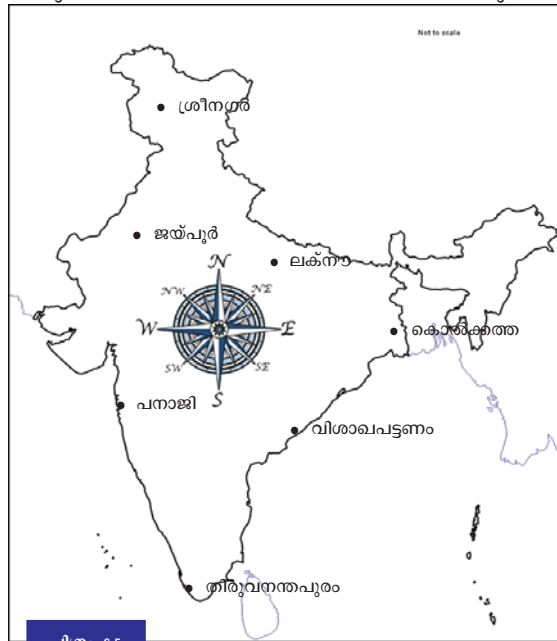 Not to scale
ശ്രീനഗർ
ജയ്പൂർ
ലക്നൗ
N
NW
NE
W
E
കൊൽക്കത്ത
SW
SE
S
പനാജി
വിശാഖപട്ടണം
തിരുവനന്തപുരം